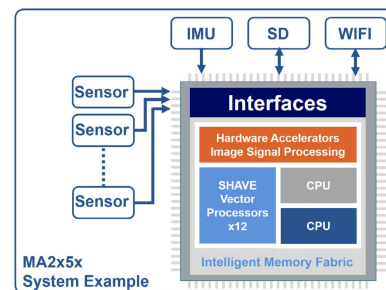 IMU
SD
WIFI
Sensor
Sensor
Sensor
Interfaces
Hardware Accelerators
Image Signal Processing
SHAVE
Vector
Processors
x12
CPU
CPU
Intelligent Memory Fabric
MA2x5x
System Example